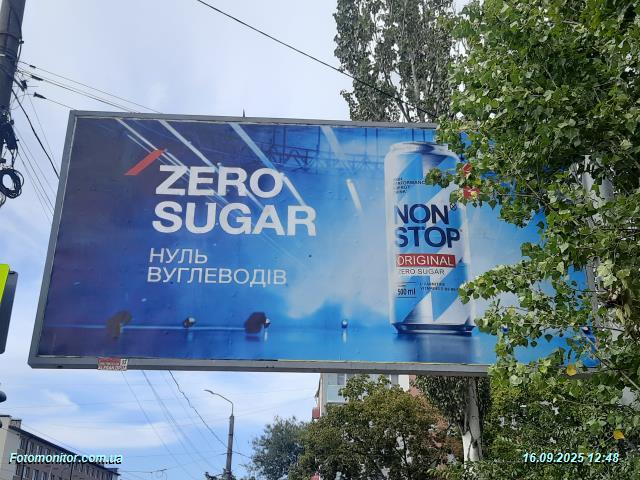 ZERO
SUGAR
НУЛЬ
ВУГЛЕВОДІВ
NON
STOP
ORIGINAL
ZERO SUGAR
500 ml
Fotomonitor.com.ua
16.09.2025 12:48